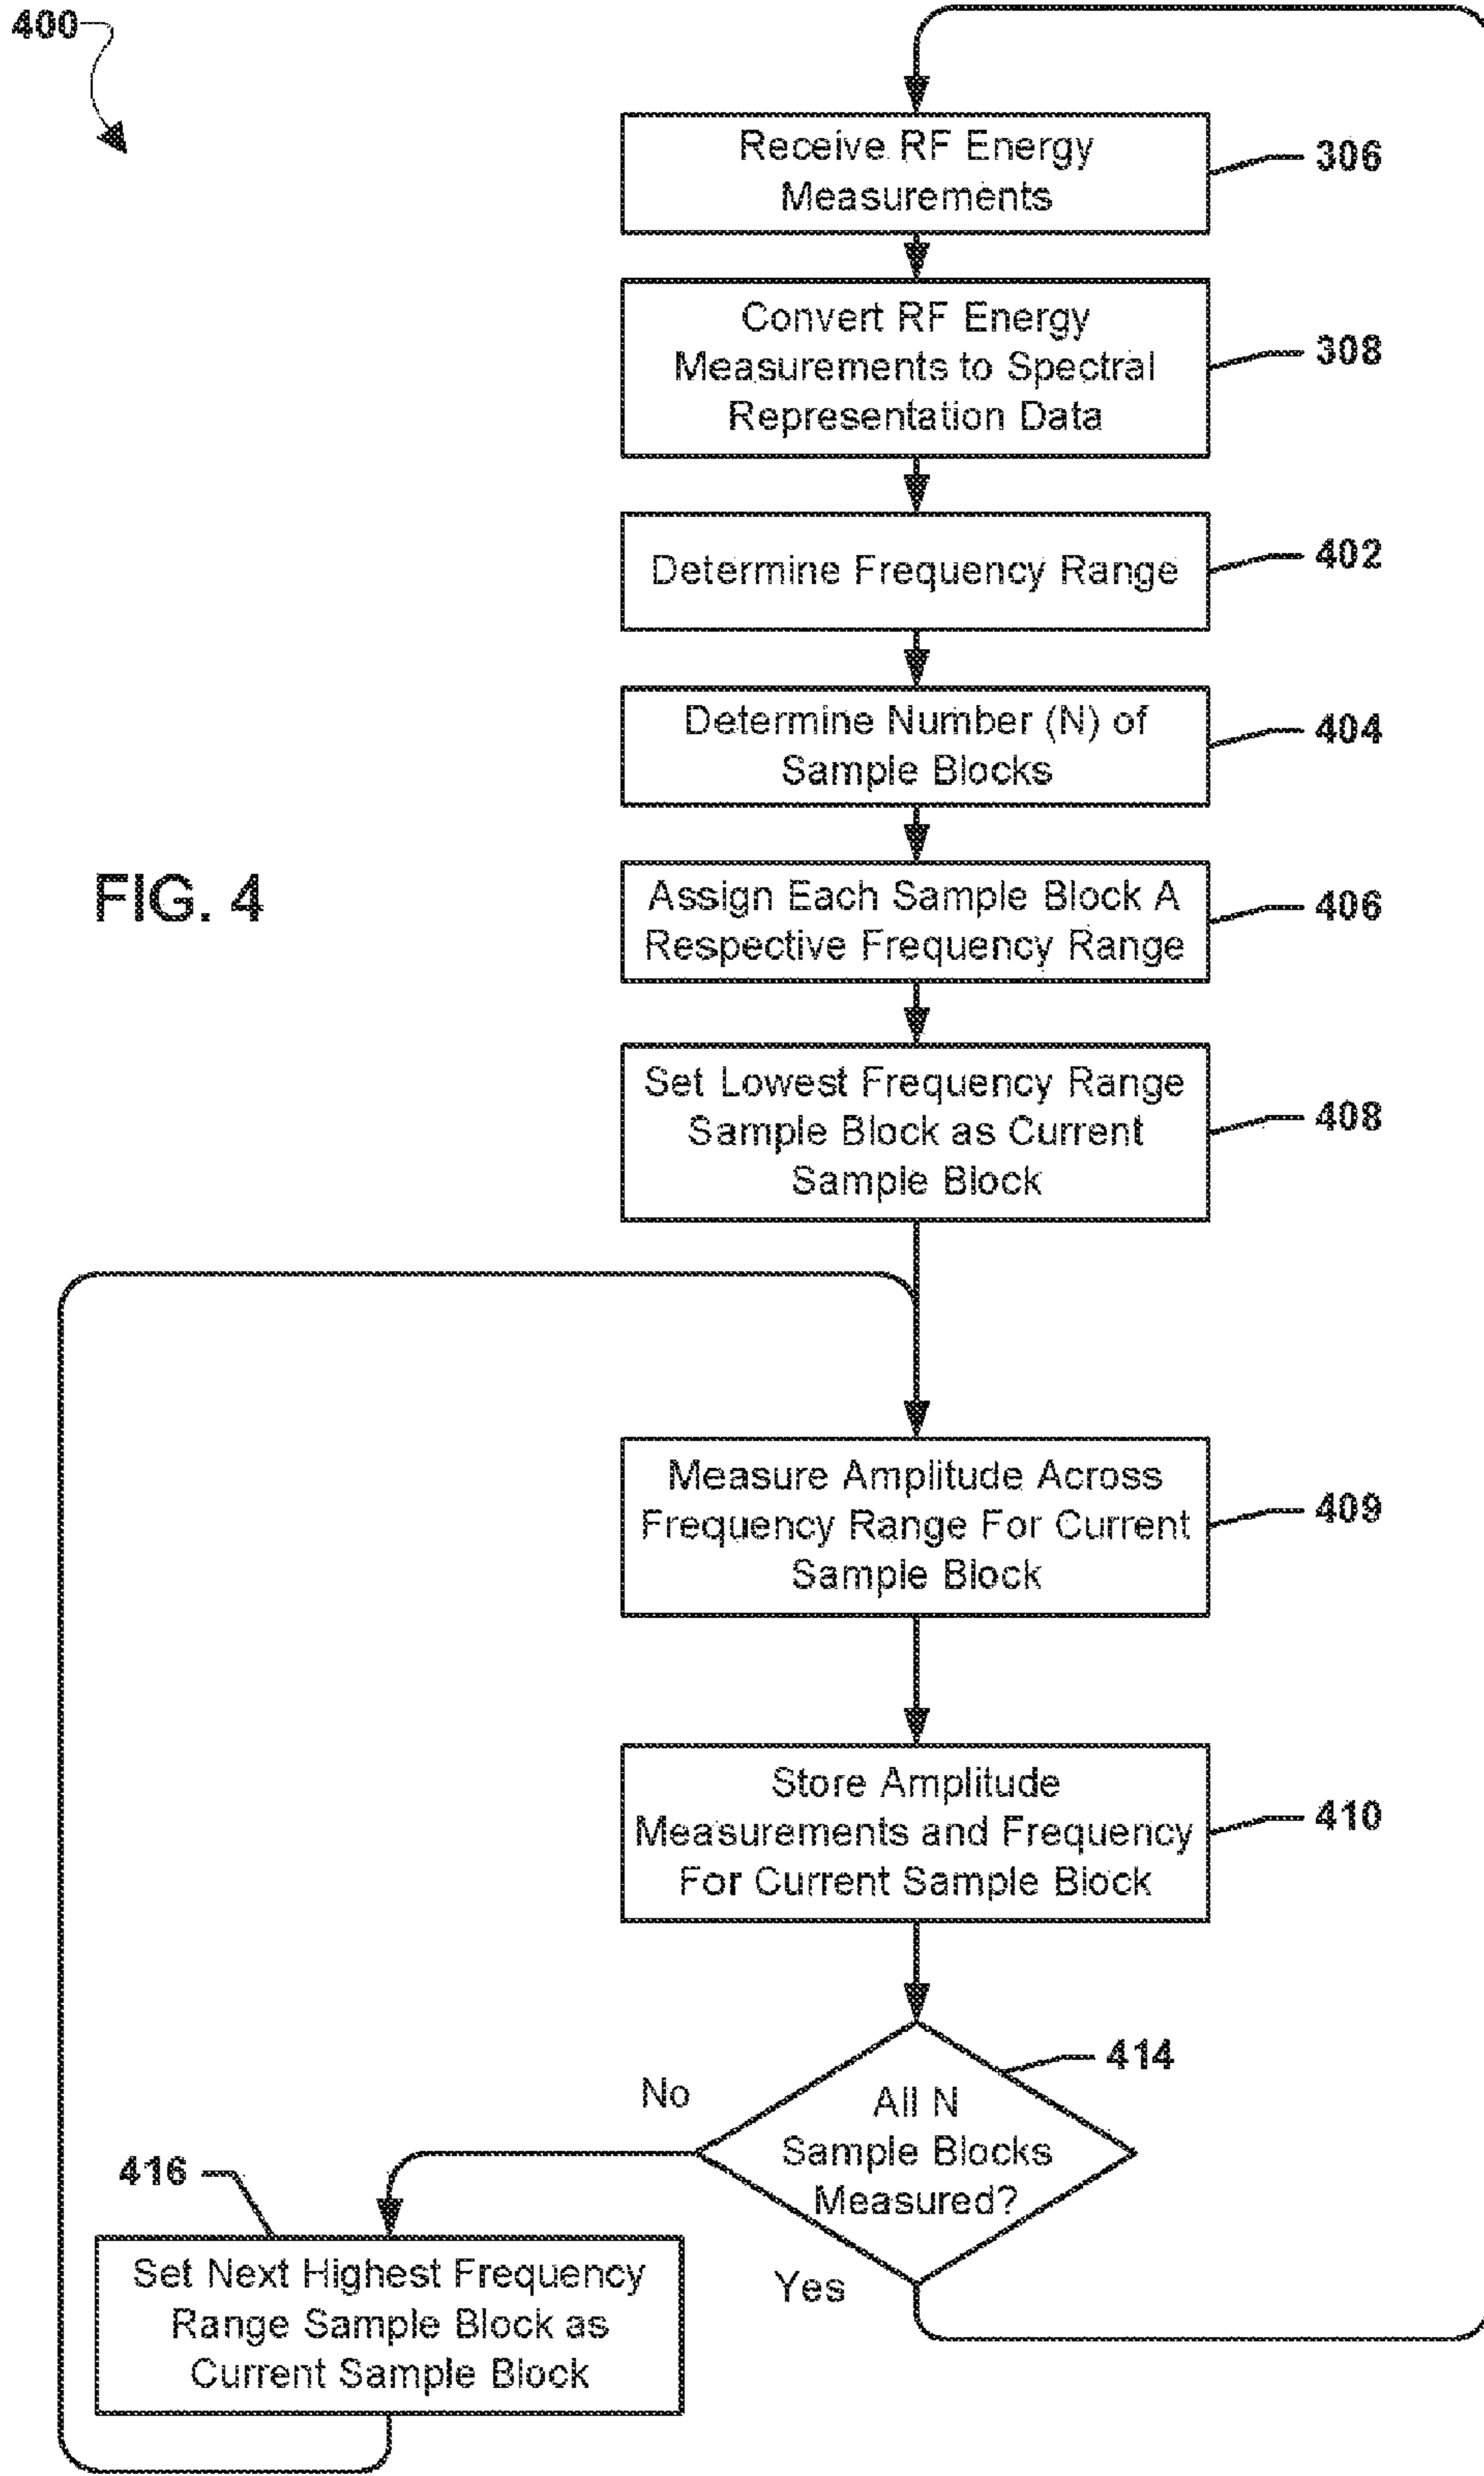 400
Receive RF Energy
Measurements
306
Convert RF Energy
Measurements to Spectral
Representation Data
308
Determine Frequency Range
402
Determine Number (N) of
Sample Blocks
404
FIG. 4
Assign Each Sample Block A
Respective Frequency Range
406
Set Lowest Frequency Range
Sample Block as Current
Sample Block
408
Measure Amplitude Across
Frequency Range For Current
Sample Block
409
Store Amplitude
Measurements and Frequency
For Current Sample Block
410
All N
Sample Blocks
Measured?
414
No
Yes
416
Set Next Highest Frequency
Range Sample Block as
Current Sample Block